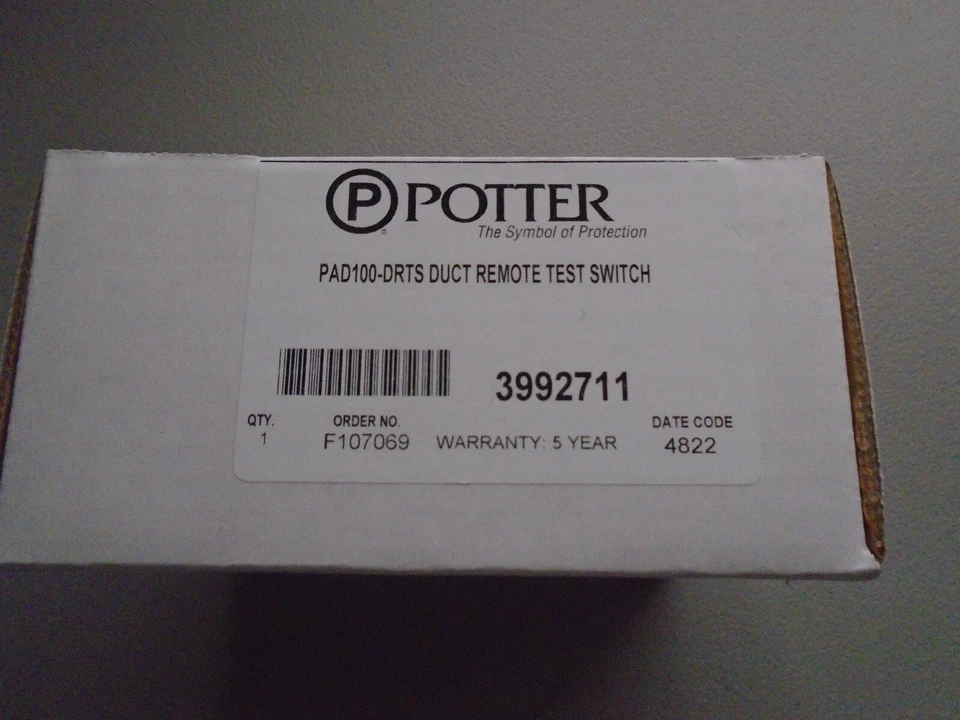 P POTTER
®
The Symbol of Protection
PAD100-DRTS DUCT REMOTE TEST SWITCH
3992711
QTY. ORDER NO. DATE CODE
1 F107069 WARRANTY: 5 YEAR 4822